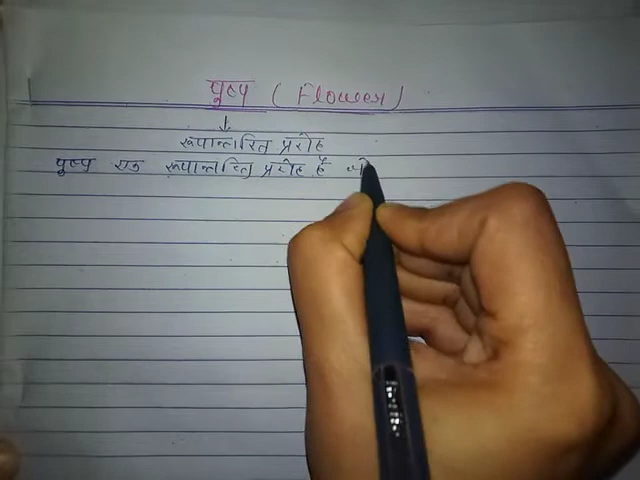 पुष्प (Flower)
↓
रूपान्तरित प्ररोह
पुष्प एक रूपान्तरित प्ररोह है